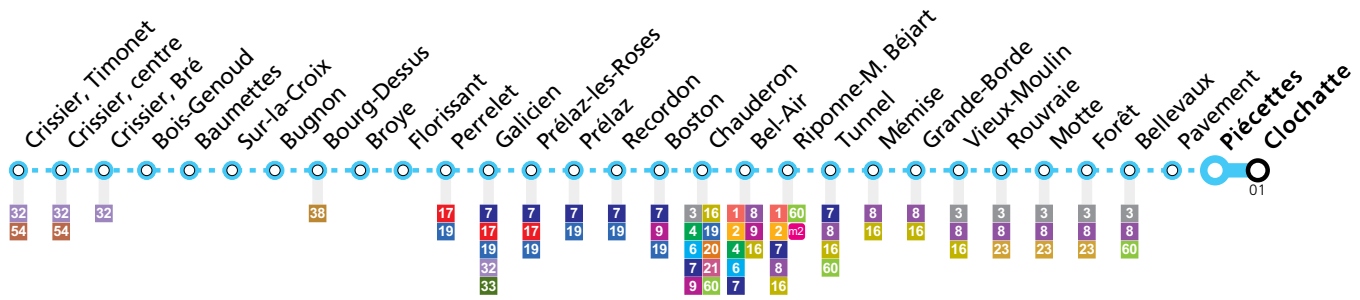 Crissier, Timonet
Crissier, centre
Crissier, Bré
Bois-Genoud
Baumettes
Sur-la-Croix
Bugnon
Bourg-Dessus
Broye
Florissant
Perrelet
Galicien
Prélaz-les-Roses
Prélaz
Recordon
Boston
Chauderon
Bel-Air
Riponne-M. Béjart
Tunnel
Mémise
Grande-Borde
Vieux-Moulin
Rouvraie
Motte
Forêt
Bellevaux
Pavement
Piécettes
Clochatte
01
32 32 32 38 17 7 7 7 7 7 3 16 1 8 1 60 7 8 8 3 3 3 3 3
54 54 19 17 17 19 19 9 4 19 2 9 2 m2 8 16 16 8 8 8 8 8
19 19 19 6 20 4 16 7 16 16 23 23 23 60
32 7 21 6 8 60
33 9 60 7 16